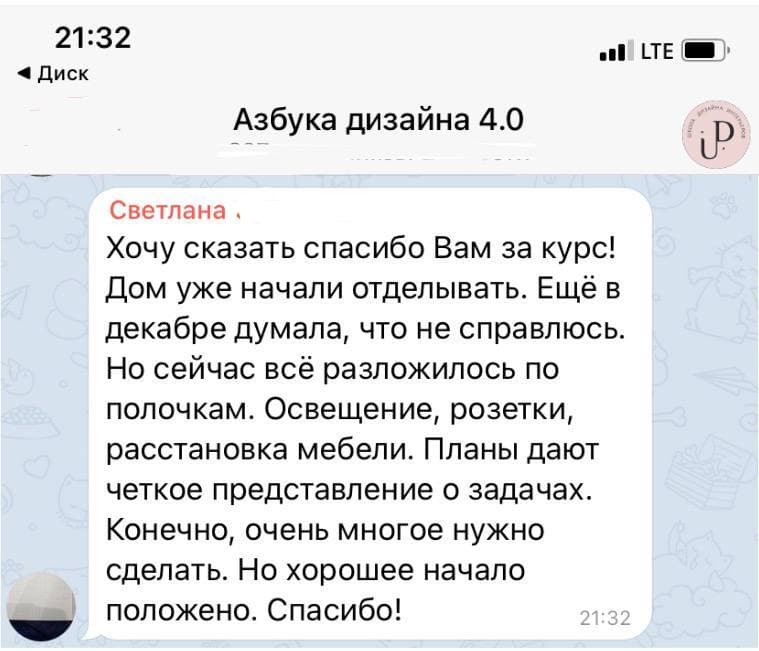 21:32
LTE
◀ Диск
Азбука дизайна 4.0
Светлана
Хочу сказать спасибо Вам за курс!
Дом уже начали отделывать. Ещё в
декабре думала, что не справлюсь.
Но сейчас всё разложилось по
полочкам. Освещение, розетки,
расстановка мебели. Планы дают
четкое представление о задачах.
Конечно, очень многое нужно
сделать. Но хорошее начало
положено. Спасибо!
21:32